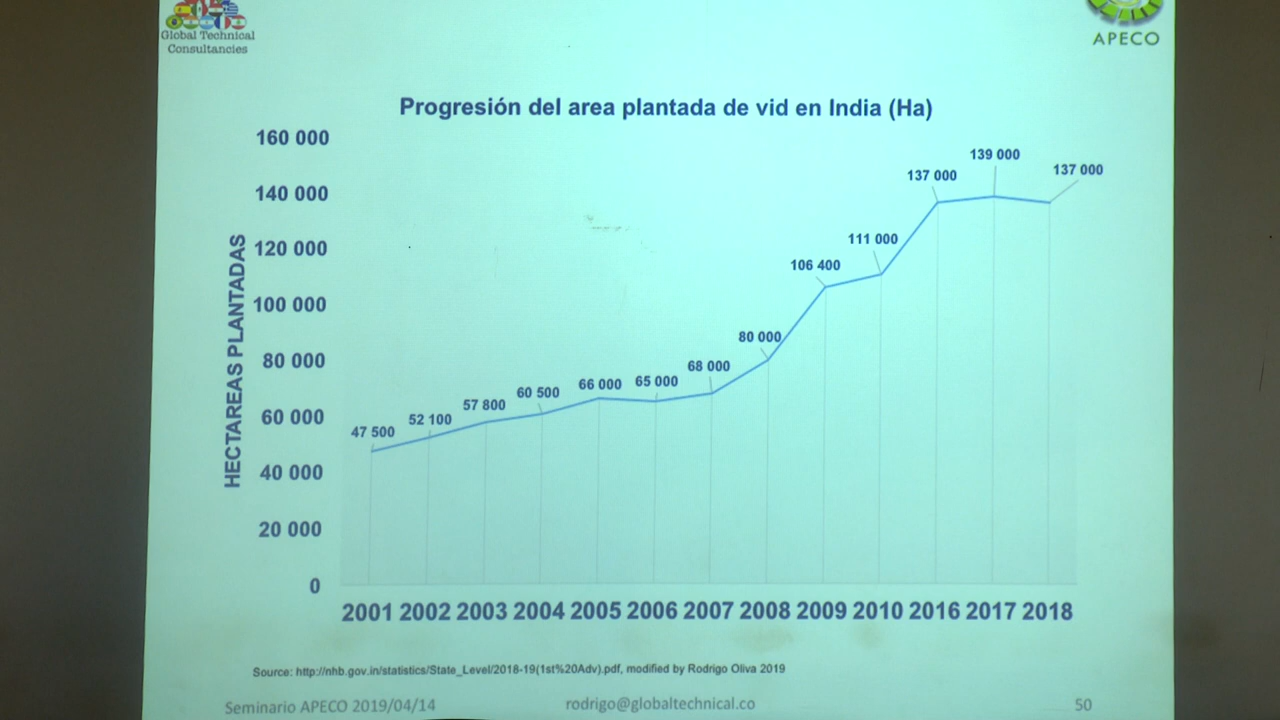 Global Technical
Consultancies
APECO
Progresión del area plantada de vid en India (Ha)
160 000
140 000
120 000
100 000
80 000
60 000
40 000
20 000
0
HECTAREAS PLANTADAS
47 500
52 100
57 800
60 500
66 000
65 000
68 000
80 000
106 400
111 000
137 000
139 000
137 000
2001 2002 2003 2004 2005 2006 2007 2008 2009 2010 2016 2017 2018
Source: http://nhb.gov.in/statistics/State_Level/2018-19(1st%20Adv).pdf, modified by Rodrigo Oliva 2019
Seminario APECO 2019/04/14 rodrigo@globaltechnical.co 50